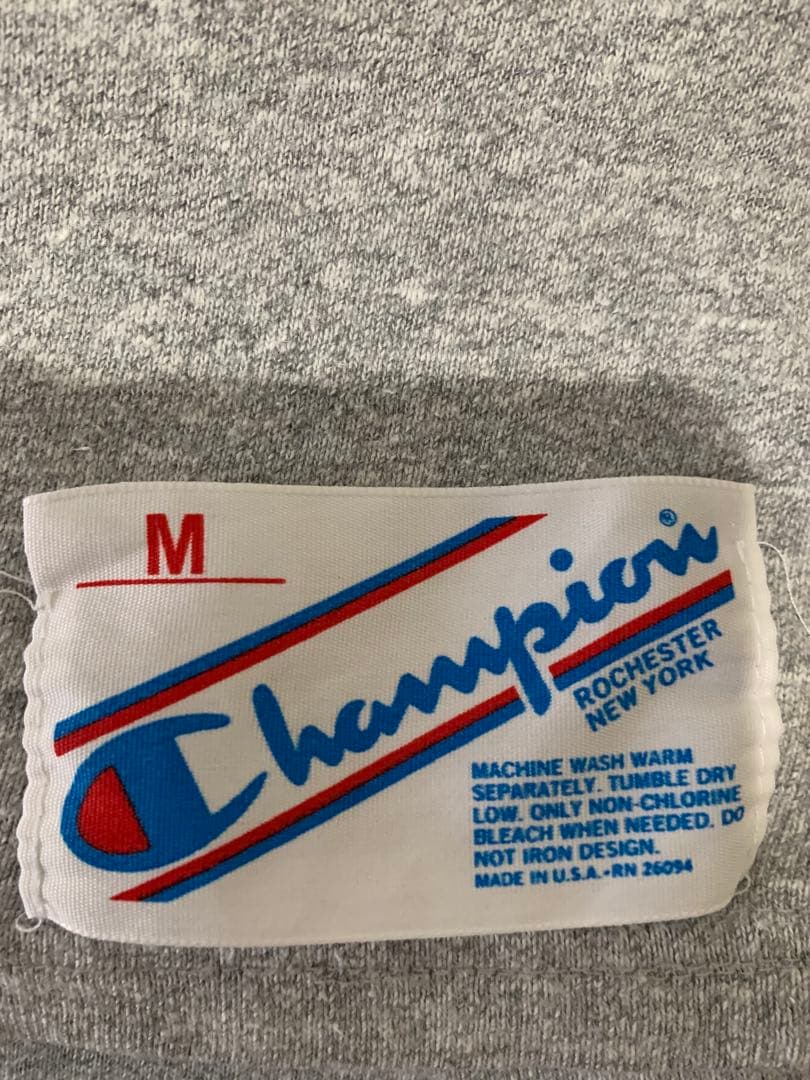 M
Champion®
ROCHESTER
NEW YORK
MACHINE WASH WARM
SEPARATELY. TUMBLE DRY
LOW. ONLY NON-CHLORINE
BLEACH WHEN NEEDED. DO
NOT IRON DESIGN.
MADE IN U.S.A.-RN 26094